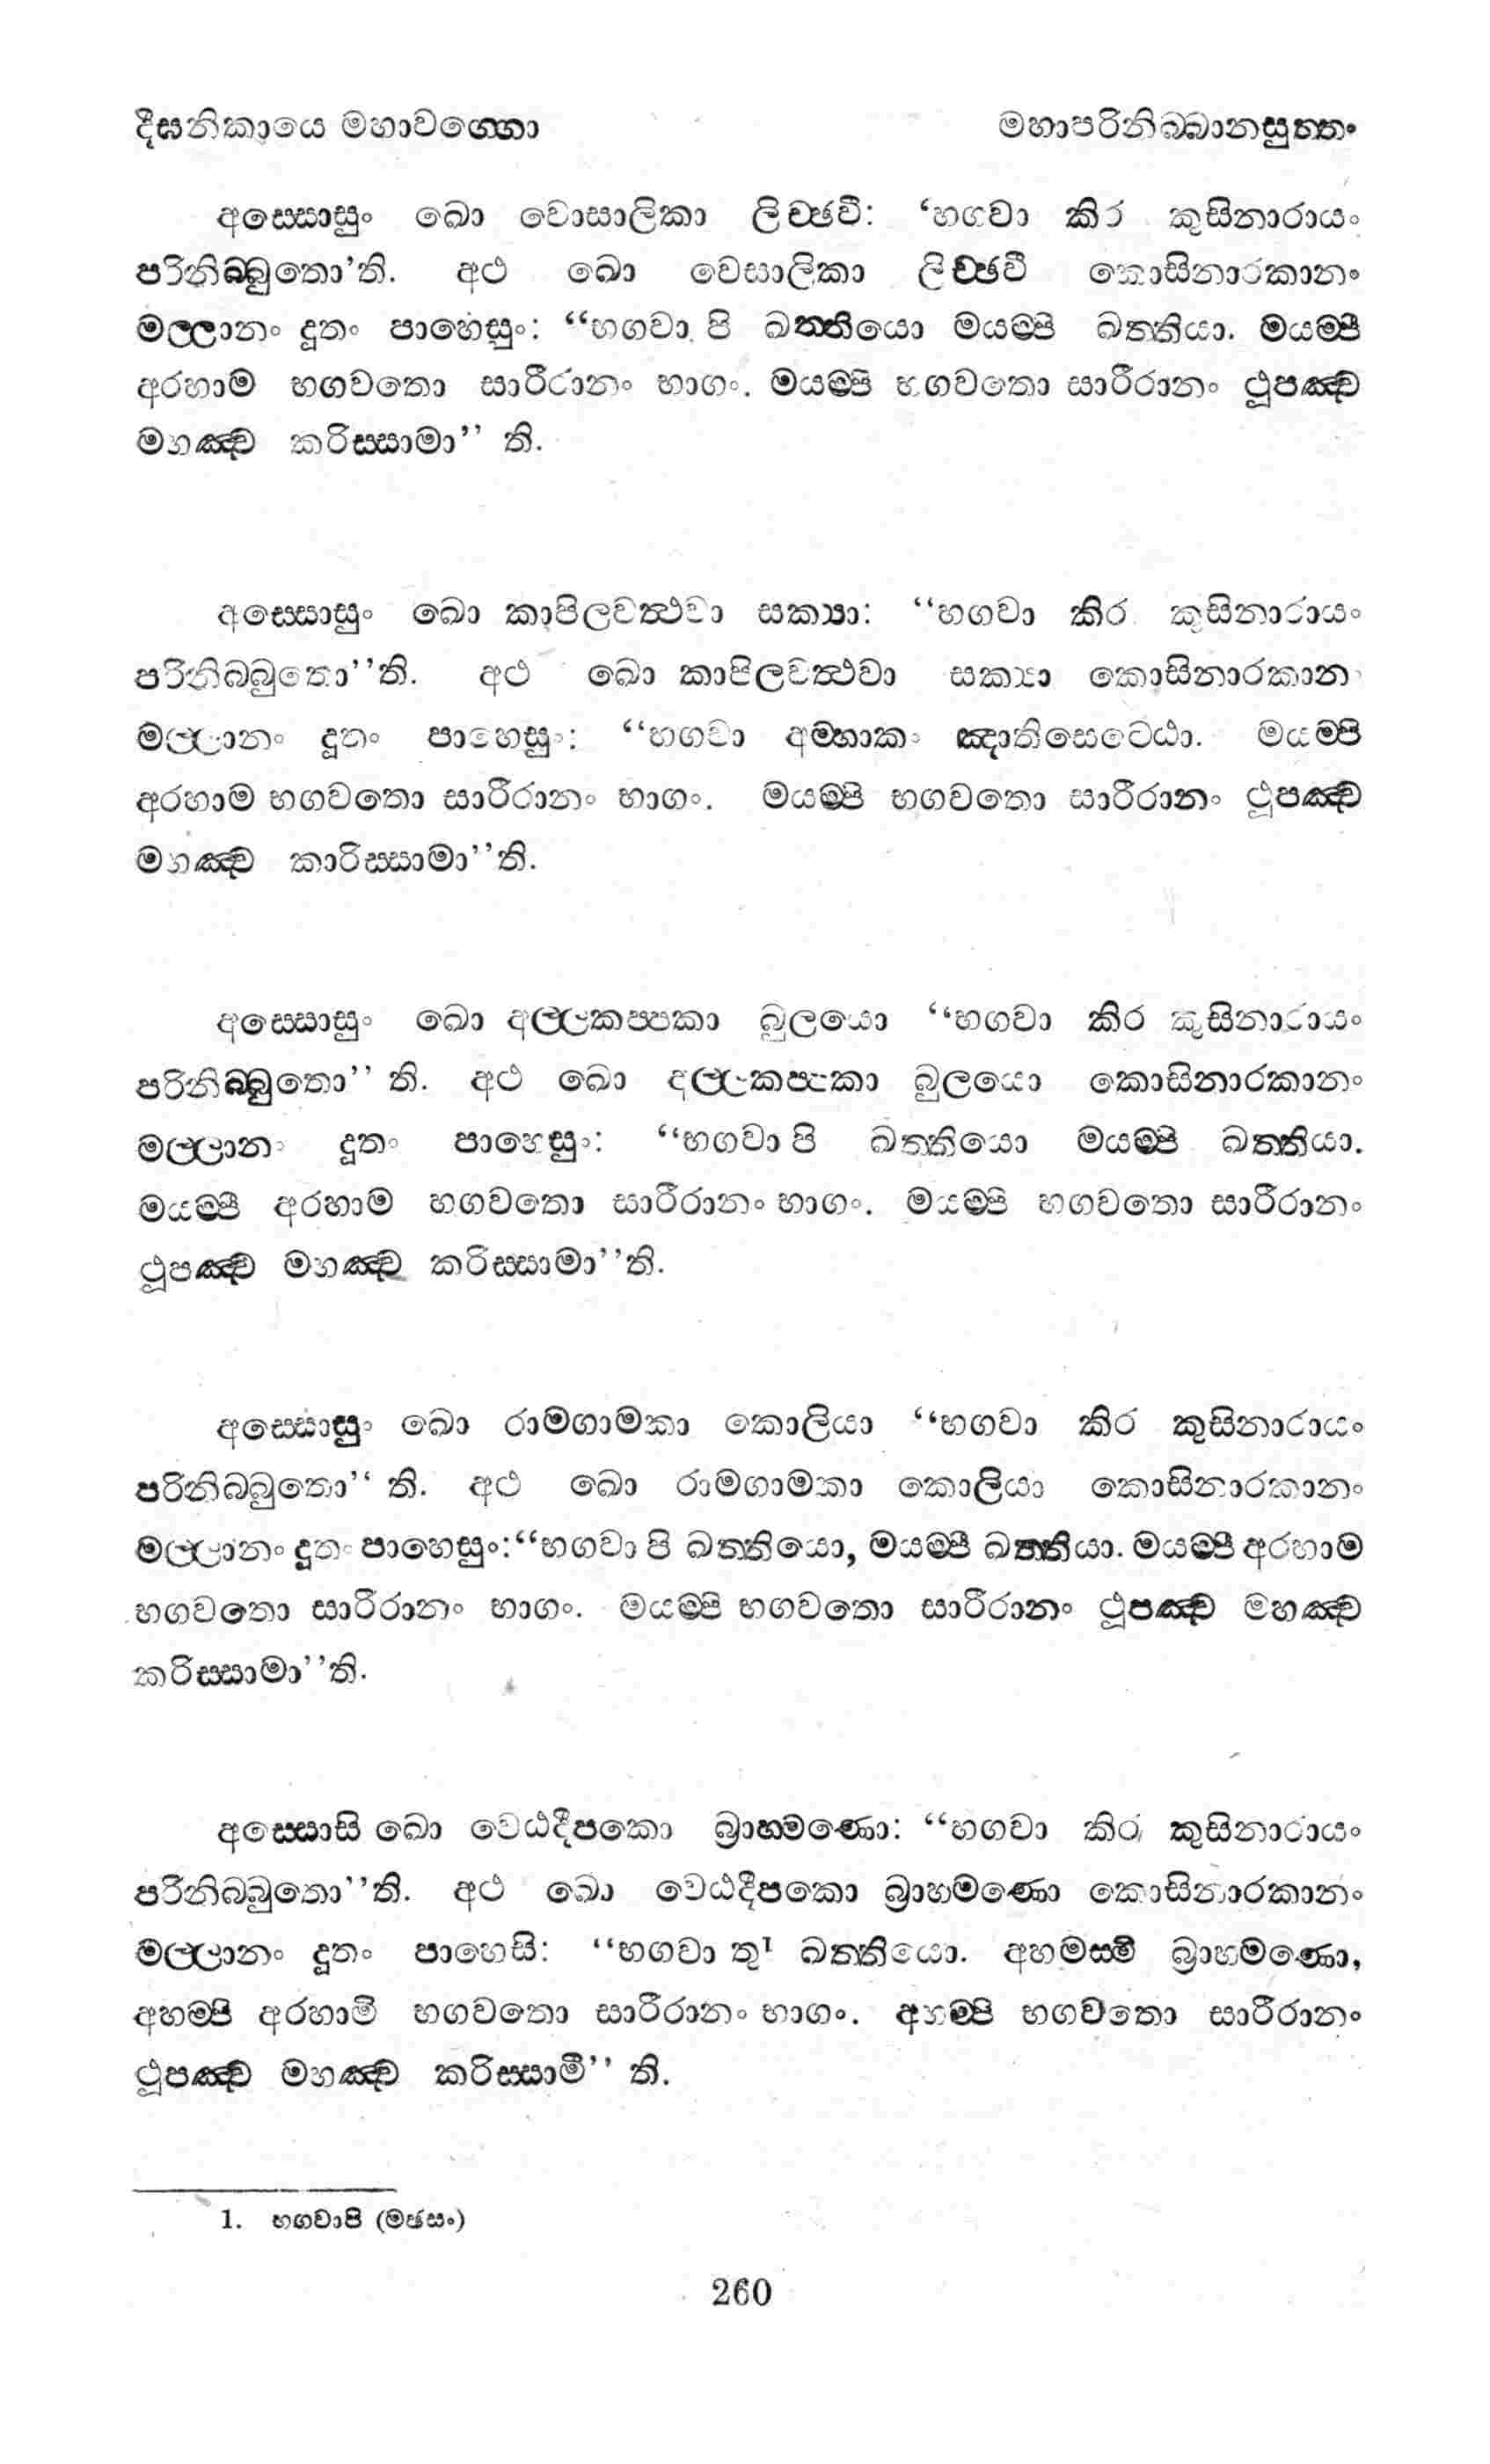 දීඝනිකායෙ මහාවග්ගො මහාපරිනිබ්බානසුත්තං
අස්සොසුං ඛො වොසාලිකා ලිච්ඡවී: ‘භගවා කිර කුසිනාරායං
පරිනිබ්බුතො’ති. අථ ඛො වෙසාලිකා ලිච්ඡවී කොසිනාරකානං
මල්ලානං දූතං පාහෙසුං: “භගවා පි ඛත්තියො මයම්පි ඛත්තියා. මයම්පි
අරහාම භගවතො සාරීරානං භාගං. මයම්පි භගවතො සාරීරානං ථූපඤ්ච
මහඤ්ච කරිස්සාමා” ති.
අස්සොසුං ඛො කාපිලවත්ථවා සක්‍යා: “භගවා කිර කුසිනාරායං
පරිනිබ්බුතො”ති. අථ ඛො කාපිලවත්ථවා සක්‍යා කොසිනාරකානං
මල්ලානං දූතං පාහෙසුං: “භගවා අම්හාකං ඤාතිසෙට්ඨො. මයම්පි
අරහාම භගවතො සාරීරානං භාගං. මයම්පි භගවතො සාරීරානං ථූපඤ්ච
මහඤ්ච කාරිස්සාමා”ති.
අස්සොසුං ඛො අල්ලකප්පකා බුලයො “භගවා කිර කුසිනාරායං
පරිනිබ්බුතො” ති. අථ ඛො අල්ලකප්පකා බුලයො කොසිනාරකානං
මල්ලානං දූතං පාහෙසුං: “භගවා පි ඛත්තියො මයම්පි ඛත්තියා.
මයම්පි අරහාම භගවතො සාරීරානං භාගං. මයම්පි භගවතො සාරීරානං
ථූපඤ්ච මහඤ්ච කරිස්සාමා”ති.
අස්සොසුං ඛො රාමගාමකා කොලියා “භගවා කිර කුසිනාරායං
පරිනිබ්බුතො“ ති. අථ ඛො රාමගාමකා කොලියා කොසිනාරකානං
මල්ලානං දූතං පාහෙසුං:“භගවා පි ඛත්තියො, මයම්පි ඛත්තියා. මයම්පි අරහාම
භගවතො සාරීරානං භාගං. මයම්පි භගවතො සාරීරානං ථූපඤ්ච මහඤ්ච
කරිස්සාමා”ති.
අස්සොසි ඛො වෙඨදීපකො බ්‍රාහ්මණො: “භගවා කිර කුසිනාරායං
පරිනිබ්බුතො”ති. අථ ඛො වෙඨදීපකො බ්‍රාහ්මණො කොසිනාරකානං
මල්ලානං දූතං පාහෙසි: “භගවා තු¹ ඛත්තියො. අහමස්මි බ්‍රාහ්මණො,
අහම්පි අරහාමි භගවතො සාරීරානං භාගං. අහම්පි භගවතො සාරීරානං
ථූපඤ්ච මහඤ්ච කරිස්සාමී” ති.
1. භගවාපි (මඡසං)
260